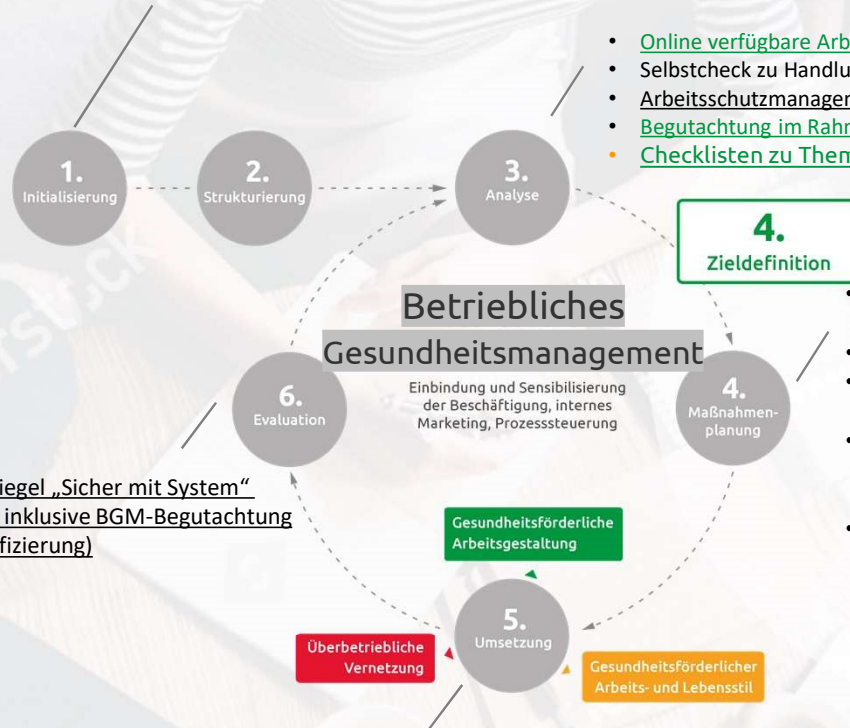 • Online verfügbare Arb
• Selbstcheck zu Handlu
• Arbeitsschutzmanagem
• Begutachtung im Rahm
• Checklisten zu Them
1.
Initialisierung
2.
Strukturierung
3.
Analyse
4.
Zieldefinition
Betriebliches
Gesundheitsmanagement
Einbindung und Sensibilisierung
der Beschäftigung, internes
Marketing, Prozesssteuerung
6.
Evaluation
4.
Maßnahmen-
planung
iegel „Sicher mit System“
inklusive BGM-Begutachtung
fizierung)
Gesundheitsförderliche
Arbeitsgestaltung
5.
Umsetzung
Überbetriebliche
Vernetzung
Gesundheitsförderlicher
Arbeits- und Lebensstil